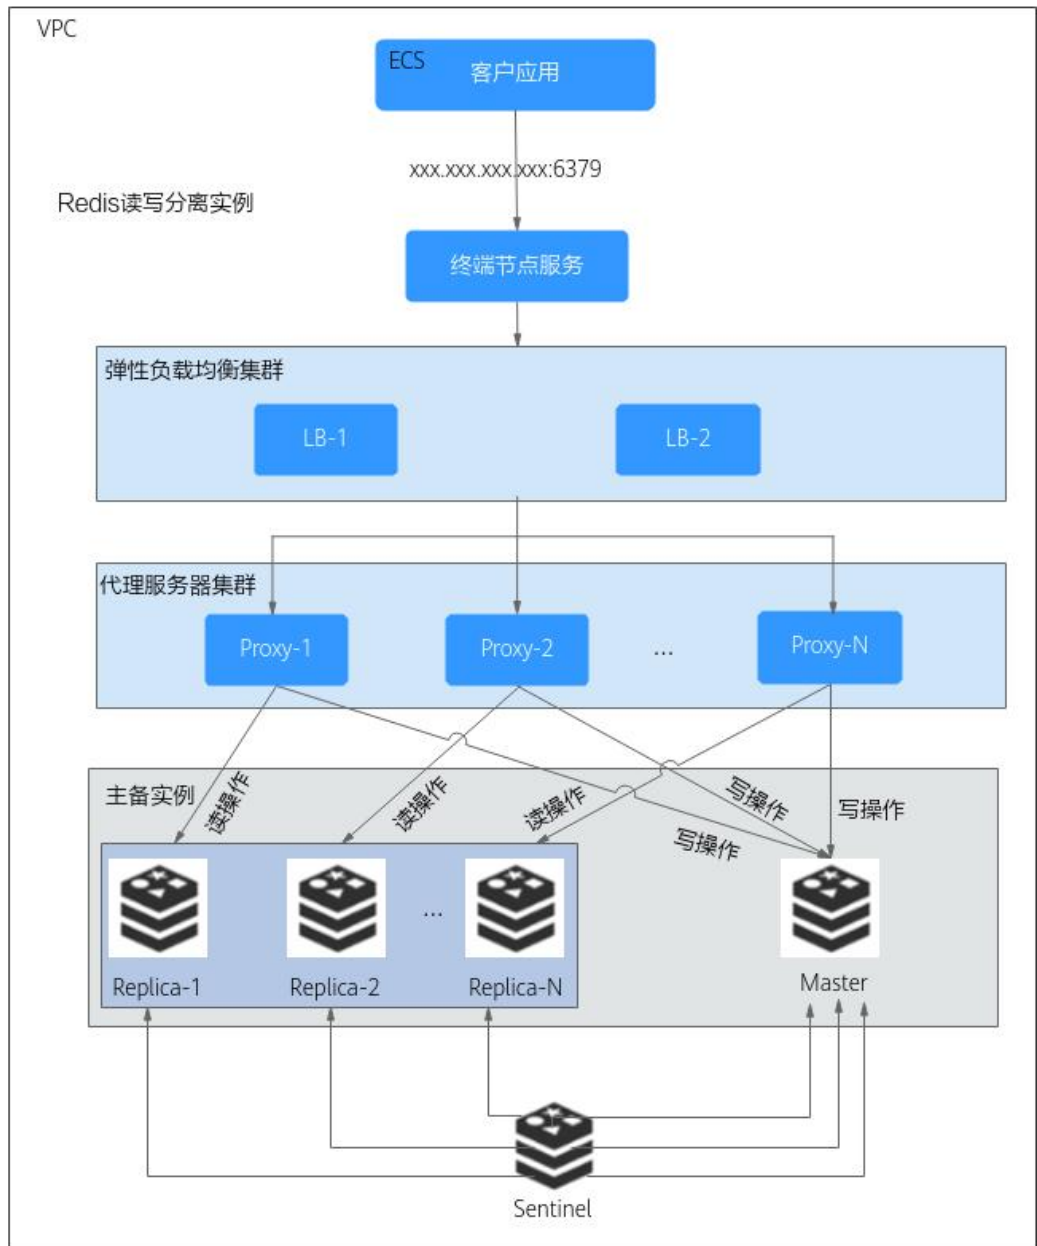 VPC
ECS
客户应用
xxx.xxx.xxx.xxx:6379
Redis读写分离实例
终端节点服务
弹性负载均衡集群
LB-1
LB-2
代理服务器集群
Proxy-1
Proxy-2
...
Proxy-N
主备实例
读操作
读操作
读操作
写操作
写操作
写操作
...
Replica-1
Replica-2
Replica-N
Master
Sentinel